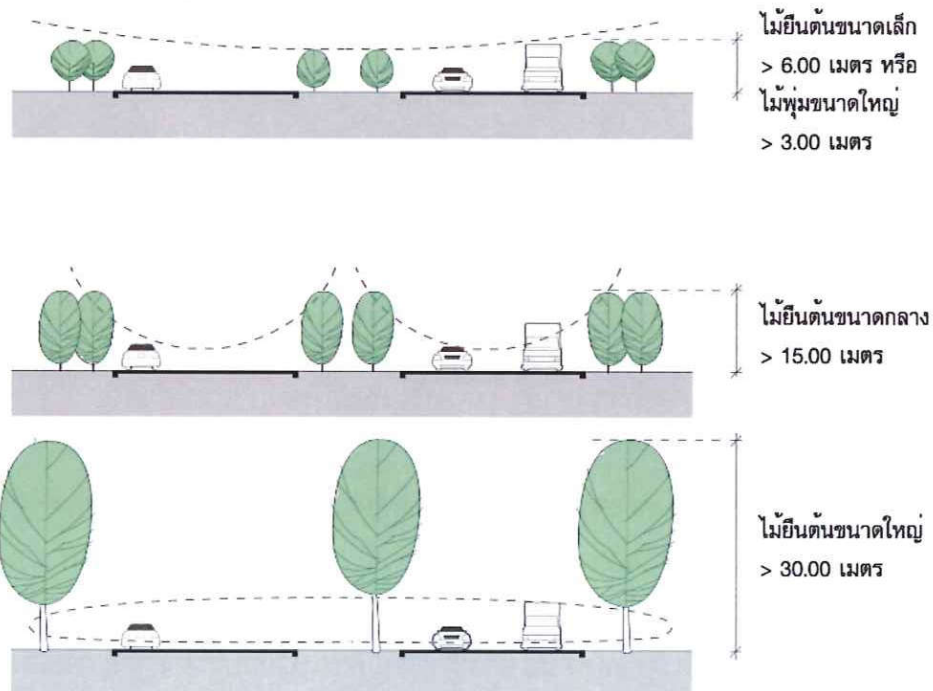 ไม้ยืนต้นขนาดเล็ก
> 6.00 เมตร หรือ
ไม้พุ่มขนาดใหญ่
> 3.00 เมตร
ไม้ยืนต้นขนาดกลาง
> 15.00 เมตร
ไม้ยืนต้นขนาดใหญ่
> 30.00 เมตร